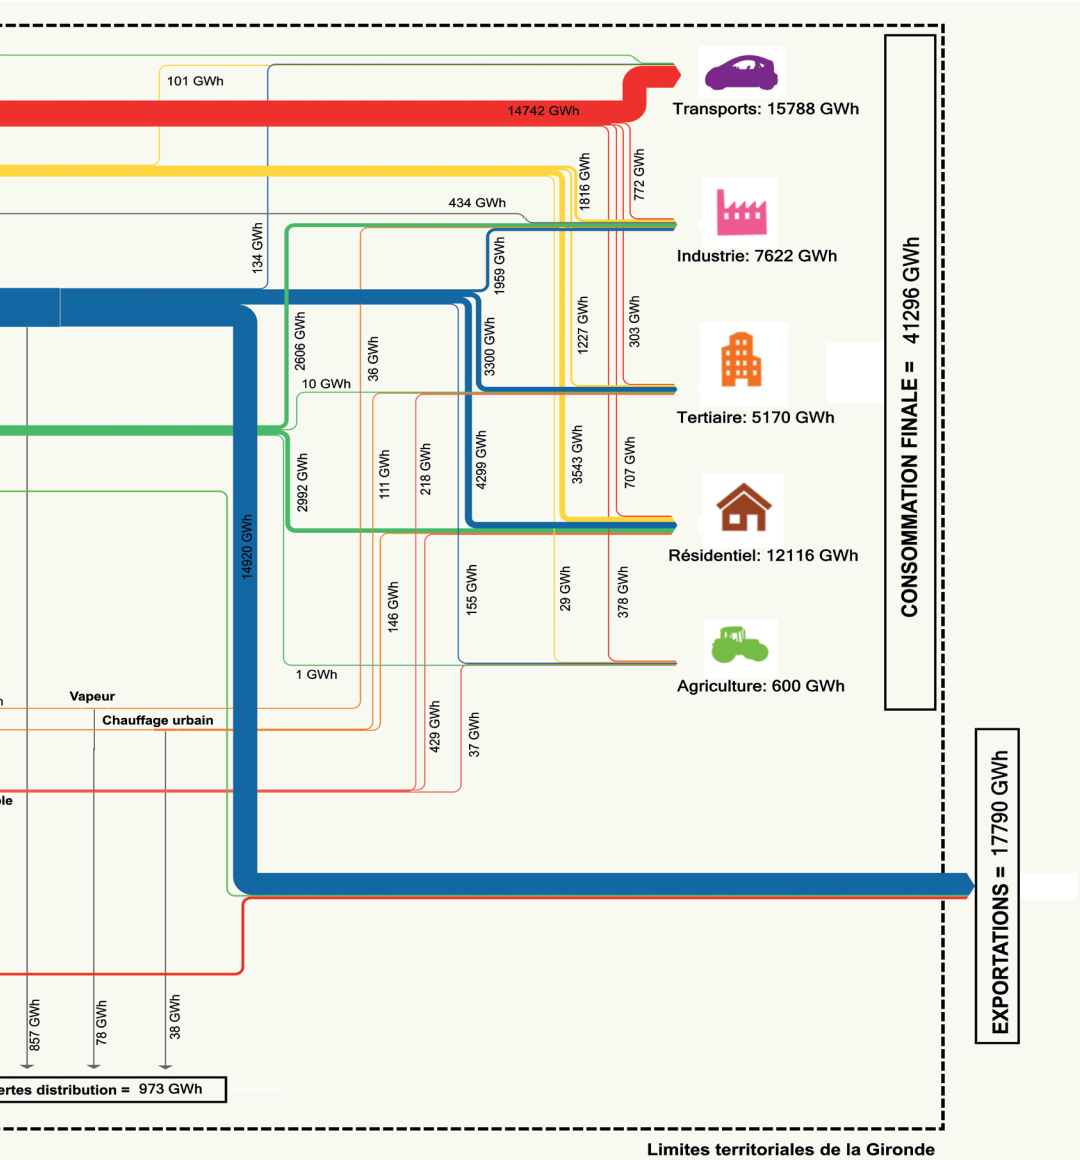 101 GWh
14742 GWh
Transports: 15788 GWh
1816 GWh
772 GWh
434 GWh
134 GWh
1959 GWh
Industrie: 7622 GWh
2606 GWh
36 GWh
3300 GWh
1227 GWh
303 GWh
10 GWh
Tertiaire: 5170 GWh
CONSOMMATION FINALE = 41296 GWh
2992 GWh
111 GWh
218 GWh
4299 GWh
3543 GWh
707 GWh
14920 GWh
Résidentiel: 12116 GWh
146 GWh
155 GWh
29 GWh
378 GWh
1 GWh
Agriculture: 600 GWh
Vapeur
Chauffage urbain
429 GWh
37 GWh
ble
EXPORTATIONS = 17790 GWh
857 GWh
78 GWh
38 GWh
ertes distribution = 973 GWh
Limites territoriales de la Gironde